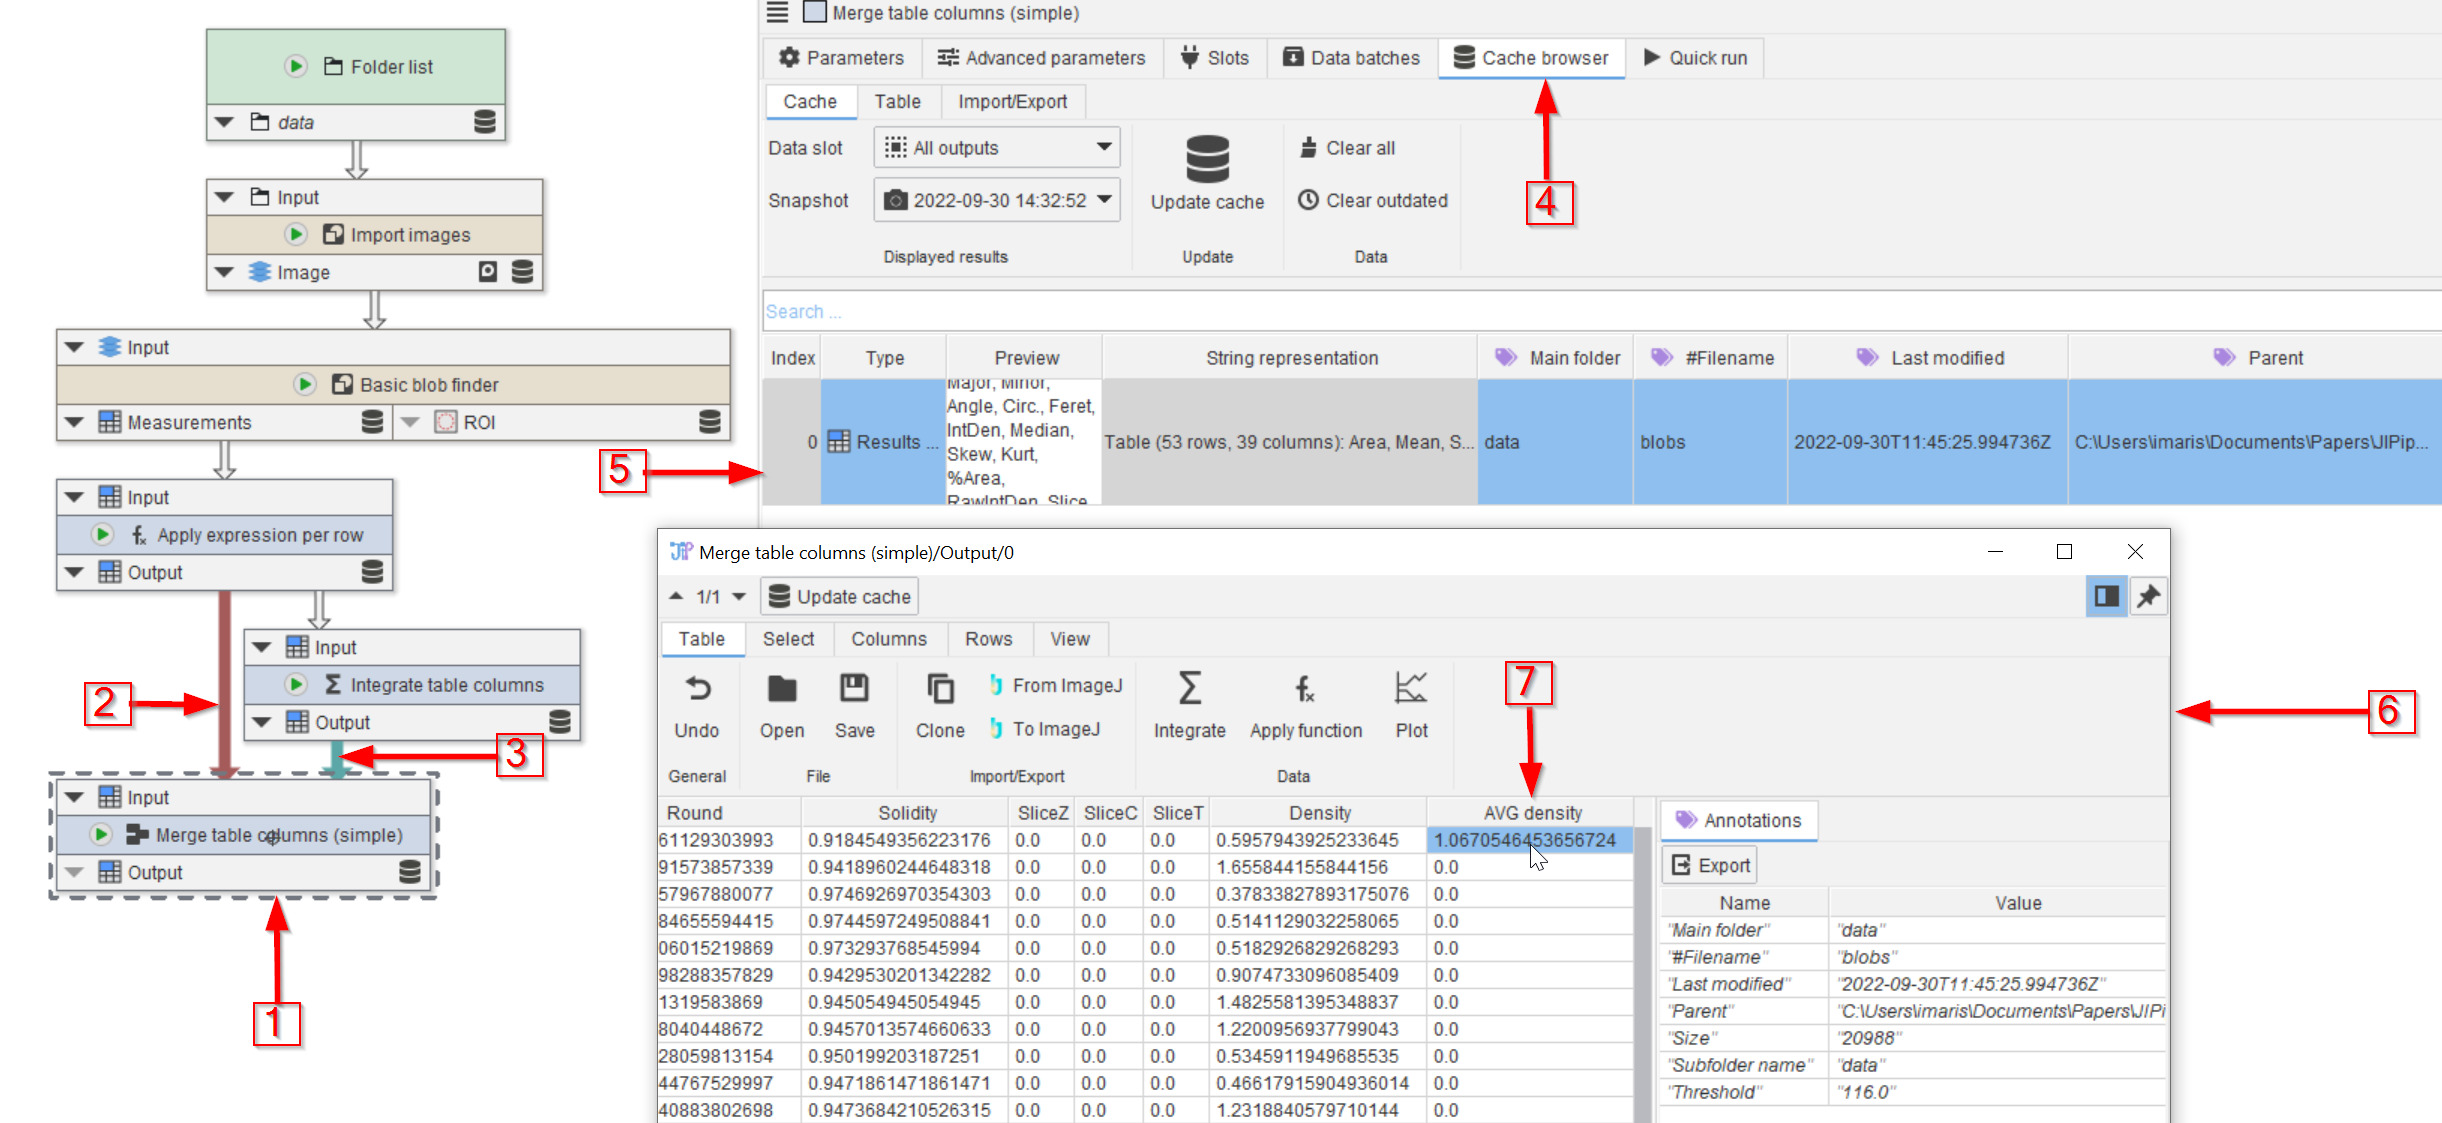 Folder list
data
Input
Import images
Image
Input
Basic blob finder
Measurements
ROI
Input
Apply expression per row
Output
Input
Integrate table columns
Output
Input
Merge table columns (simple)
Output
1
2
3
Merge table columns (simple)
Parameters Advanced parameters Slots Data batches Cache browser Quick run
Cache Table Import/Export
Data slot All outputs Clear all
Snapshot 2022-09-30 14:32:52 Update cache Clear outdated
Displayed results Update Data
4
Search ...
Index Type Preview String representation Main folder #Filename Last modified Parent
Major, Minor,
Angle, Circ., Feret,
IntDen, Median,
0 Results ... Skew, Kurt, Table (53 rows, 39 columns): Area, Mean, S... data blobs 2022-09-30T11:45:25.994736Z C:\Users\imaris\Documents\Papers\JIPip...
%Area,
RawIntDen, Slice
5
JIP Merge table columns (simple)/Output/0
1/1 Update cache
Table Select Columns Rows View
Undo Open Save Clone From ImageJ To ImageJ Integrate Apply function Plot
General File Import/Export Data
6
7
Round Solidity SliceZ SliceC SliceT Density AVG density
61129303993 0.9184549356223176 0.0 0.0 0.0 0.5957943925233645 1.0670546453656724
91573857339 0.9418960244648318 0.0 0.0 0.0 1.655844155844156 0.0
57967880077 0.9746926970354303 0.0 0.0 0.0 0.37833827893175076 0.0
84655594415 0.9744597249508841 0.0 0.0 0.0 0.5141129032258065 0.0
06015219869 0.973293768545994 0.0 0.0 0.0 0.5182926829268293 0.0
98288357829 0.9429530201342282 0.0 0.0 0.0 0.9074733096085409 0.0
1319583869 0.945054945054945 0.0 0.0 0.0 1.4825581395348837 0.0
8040448672 0.9457013574660633 0.0 0.0 0.0 1.2200956937799043 0.0
28059813154 0.950199203187251 0.0 0.0 0.0 0.5345911949685535 0.0
44767529997 0.9471861471861471 0.0 0.0 0.0 0.46617915904936014 0.0
40883802698 0.9473684210526315 0.0 0.0 0.0 1.2318840579710144 0.0
Annotations
Export
Name Value
"Main folder" "data"
"#Filename" "blobs"
"Last modified" "2022-09-30T11:45:25.994736Z"
"Parent" "C:\Users\imaris\Documents\Papers\JIPi
"Size" "20988"
"Subfolder name" "data"
"Threshold" "116.0"